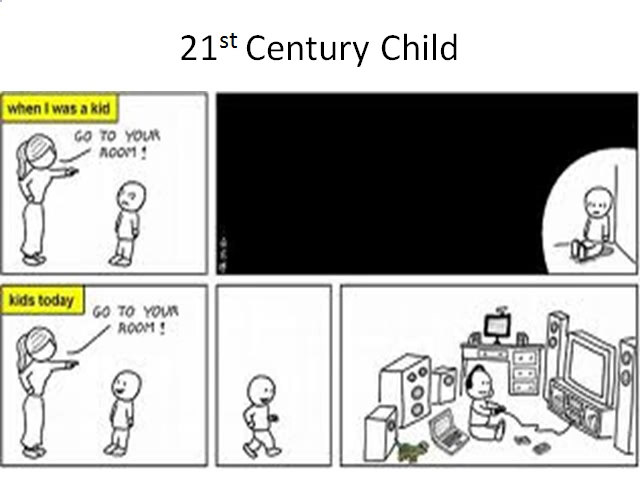 21st Century Child
when I was a kid
GO TO YOUR
ROOM!
kids today
GO TO YOUR
ROOM!